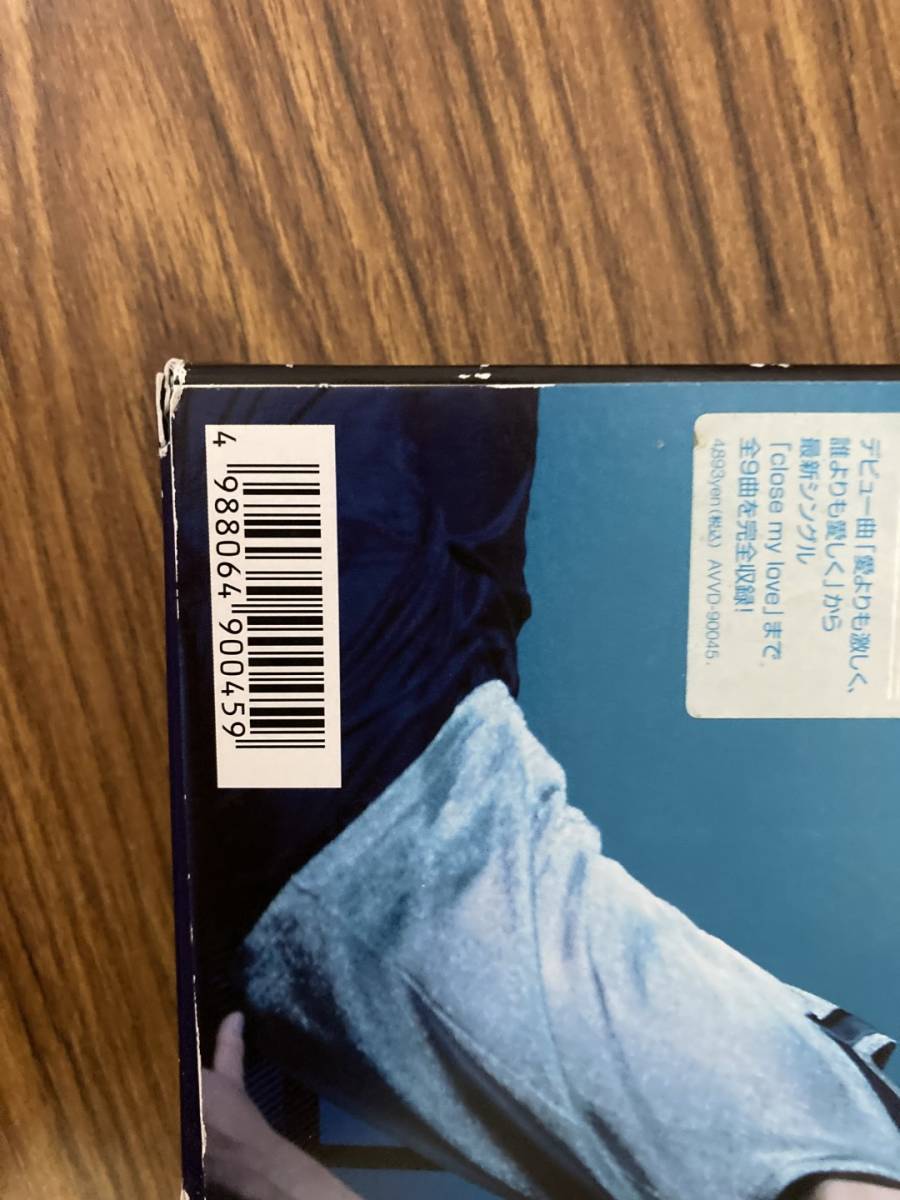 デビュー曲「愛よりも激しく、
誰よりも愛しく」から
最新シングル
「close my love」まで
全9曲を完全収録!
4893yen(税込) AVVD-90045.
4 988064 900459